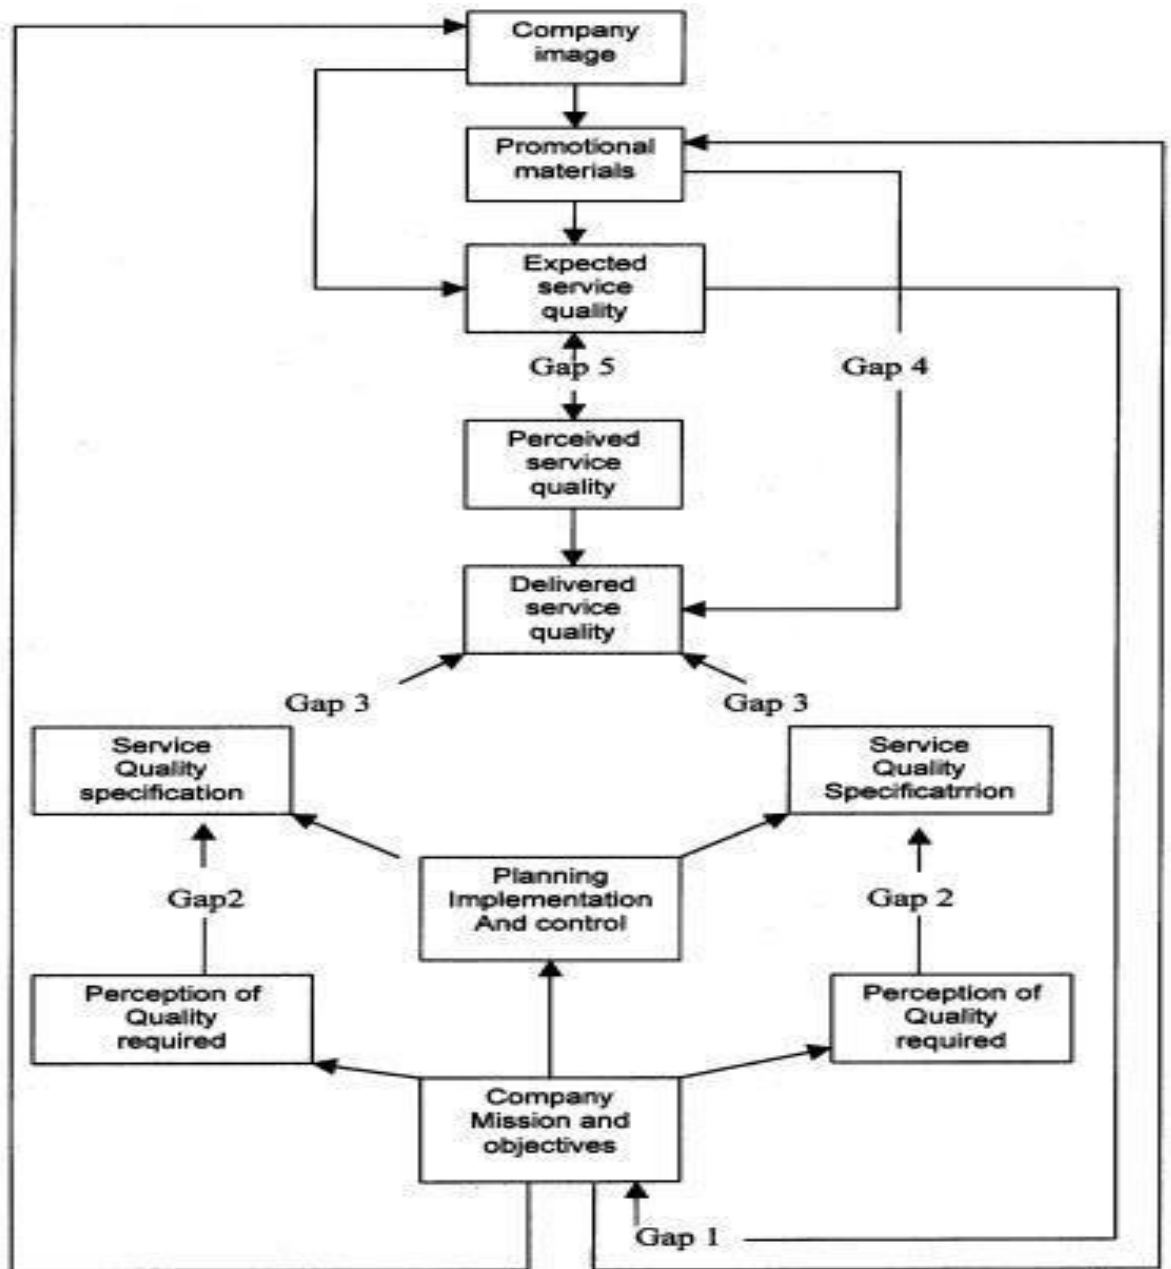 Company
image
Promotional
materials
Expected
service
quality
Gap 5
Gap 4
Perceived
service
quality
Delivered
service
quality
Gap 3
Gap 3
Service
Quality
specification
Service
Quality
Specificatrrion
Planning
Implementation
And control
Gap2
Gap 2
Perception of
Quality
required
Perception of
Quality
required
Company
Mission and
objectives
Gap 1